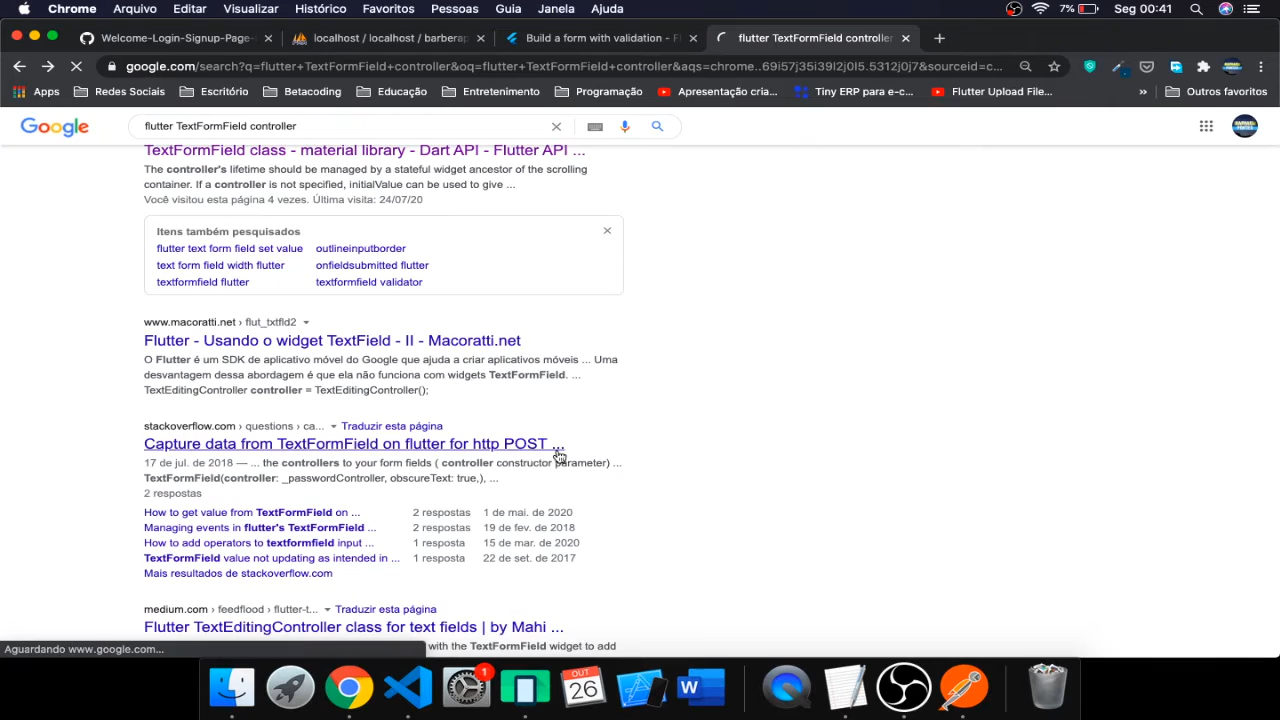 Chrome Arquivo Editar Visualizar Histórico Favoritos Pessoas Guia Janela Ajuda 7% Seg 00:41
Welcome-Login-Signup-Page- localhost / localhost / barberap Build a form with validation - F flutter TextFormField controller
google.com/search?q=flutter+TextFormField+controller&oq=flutter+TextFormField+controller&aqs=chrome..69i57j35i39l2j0l5.5312j0j7&sourceid=c...
Apps Redes Sociais Escritório Betacoding Educação Entretenimento Programação Apresentação cria... Tiny ERP para e-c... Flutter Upload File... » Outros favoritos
Google flutter TextFormField controller
TextFormField class - material library - Dart API - Flutter API ...
The controller's lifetime should be managed by a stateful widget ancestor of the scrolling
container. If a controller is not specified, initialValue can be used to give ...
Você visitou esta página 4 vezes. Última visita: 24/07/20
Itens também pesquisados
flutter text form field set value outlineinputborder
text form field width flutter onfieldsubmitted flutter
textformfield flutter textformfield validator
www.macoratti.net › flut_txtfld2
Flutter - Usando o widget TextField - II - Macoratti.net
O Flutter é um SDK de aplicativo móvel do Google que ajuda a criar aplicativos móveis ... Uma
desvantagem dessa abordagem é que ela não funciona com widgets TextFormField. ...
TextEditingController controller = TextEditingController();
stackoverflow.com › questions › ca... Traduzir esta página
Capture data from TextFormField on flutter for http POST ...
17 de jul. de 2018 — ... the controllers to your form fields ( controller constructor parameter) ...
TextFormField(controller: _passwordController, obscureText: true,), ...
2 respostas
How to get value from TextFormField on ... 2 respostas 1 de mai. de 2020
Managing events in flutter's TextFormField ... 2 respostas 19 de fev. de 2018
How to add operators to textformfield input ... 1 resposta 15 de mar. de 2020
TextFormField value not updating as intended in ... 1 resposta 22 de set. de 2017
Mais resultados de stackoverflow.com
medium.com › feedflood › flutter-t... Traduzir esta página
Flutter TextEditingController class for text fields | by Mahi ...
with the TextFormField widget to add
Aguardando www.google.com...
1
OUT
26
W